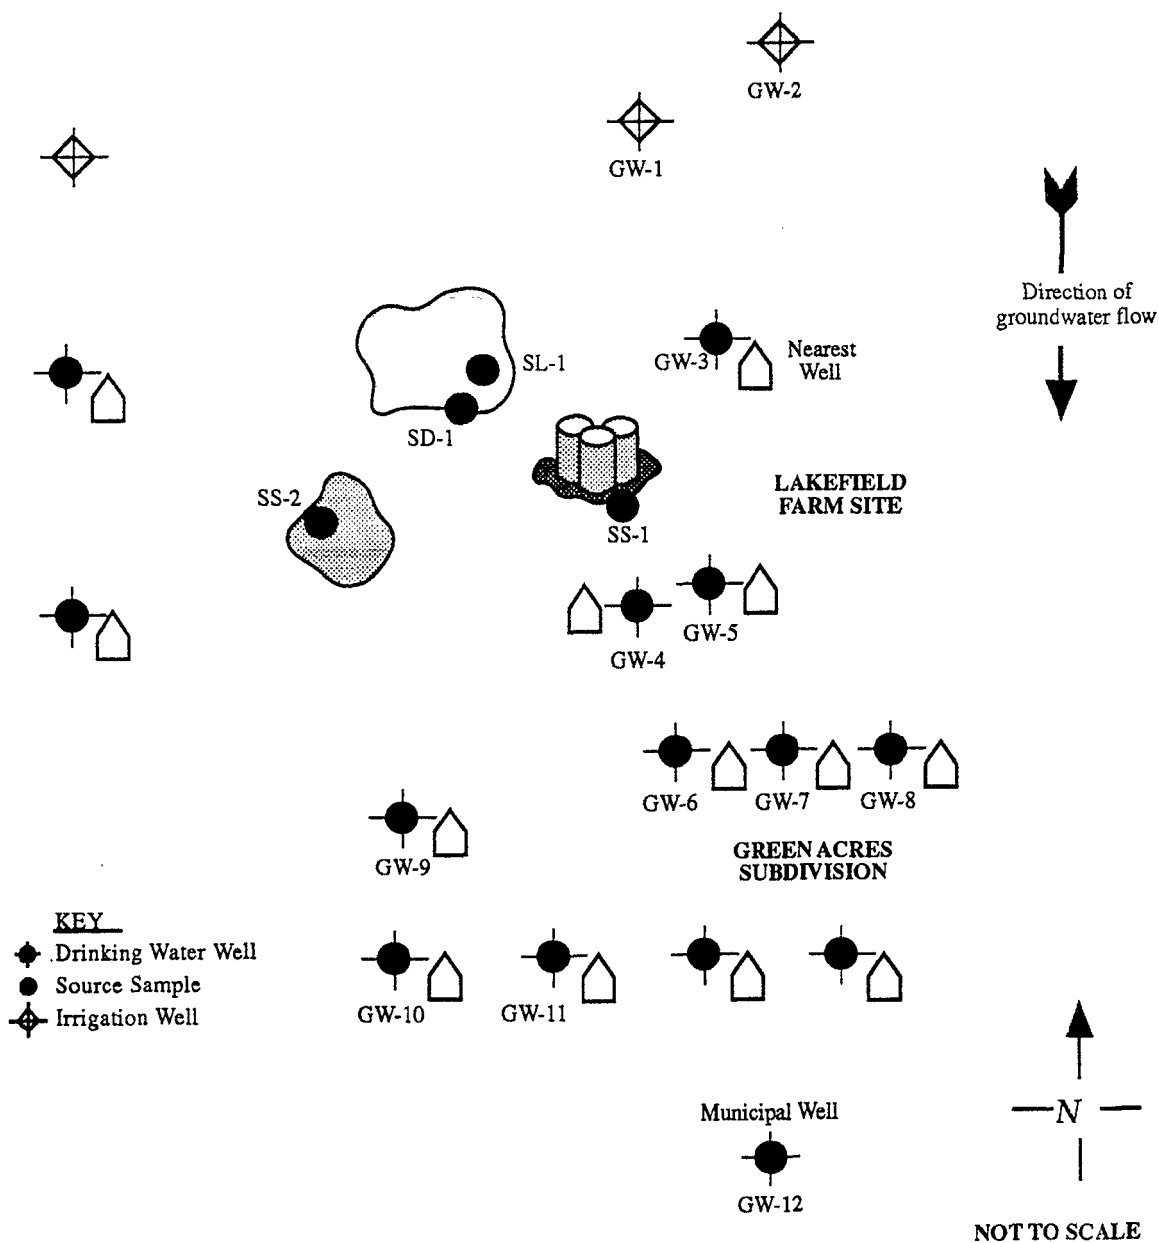 GW-2
GW-1
Direction of
groundwater flow
SL-1
GW-3
Nearest
Well
SD-1
LAKEFIELD
FARM SITE
SS-2
SS-1
GW-5
GW-4
GW-6
GW-7
GW-8
GREEN ACRES
SUBDIVISION
GW-9
KEY
Drinking Water Well
Source Sample
Irrigation Well
GW-10
GW-11
Municipal Well
N
GW-12
NOT TO SCALE